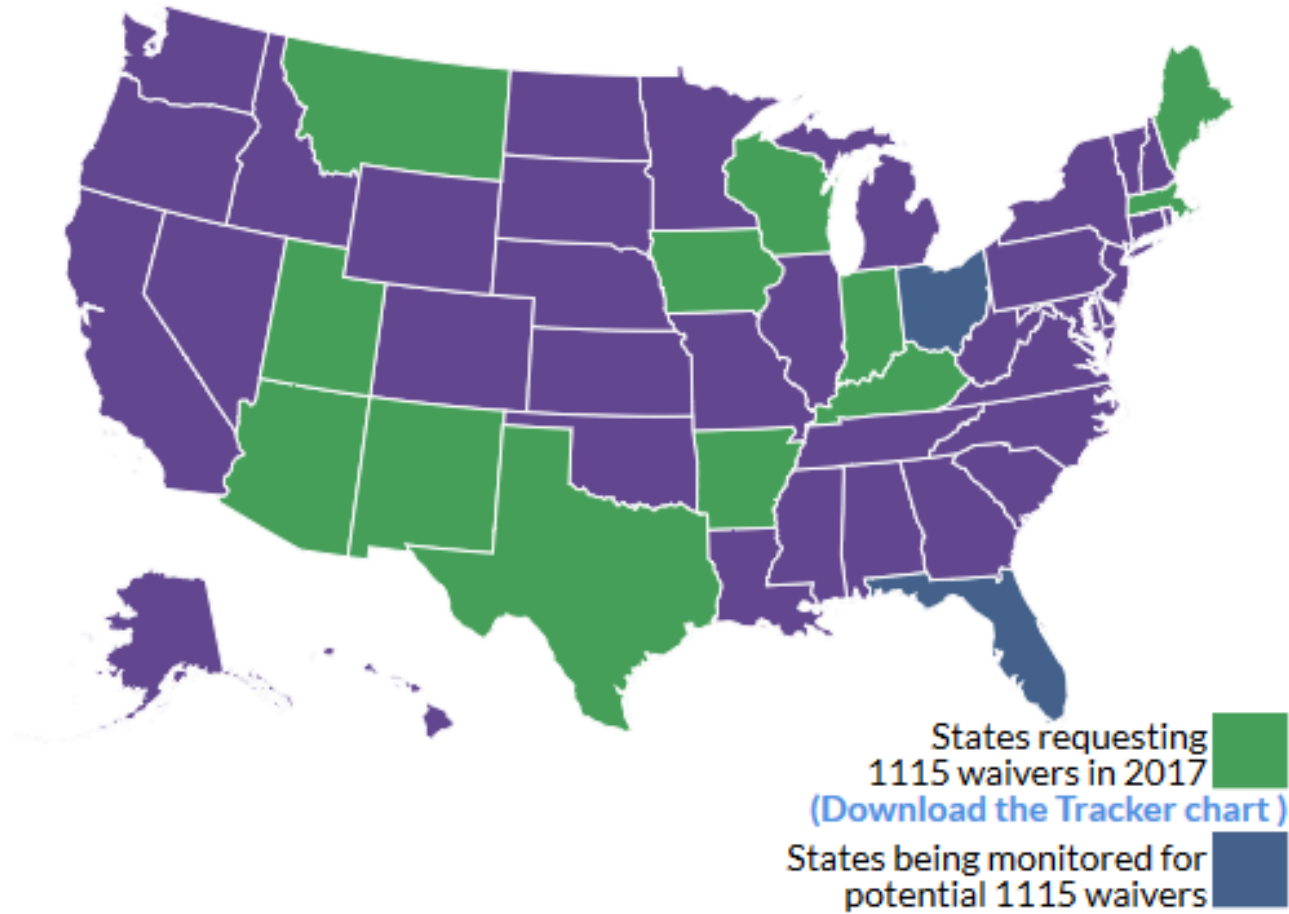 States requesting
1115 waivers in 2017
(Download the Tracker chart )
States being monitored for
potential 1115 waivers